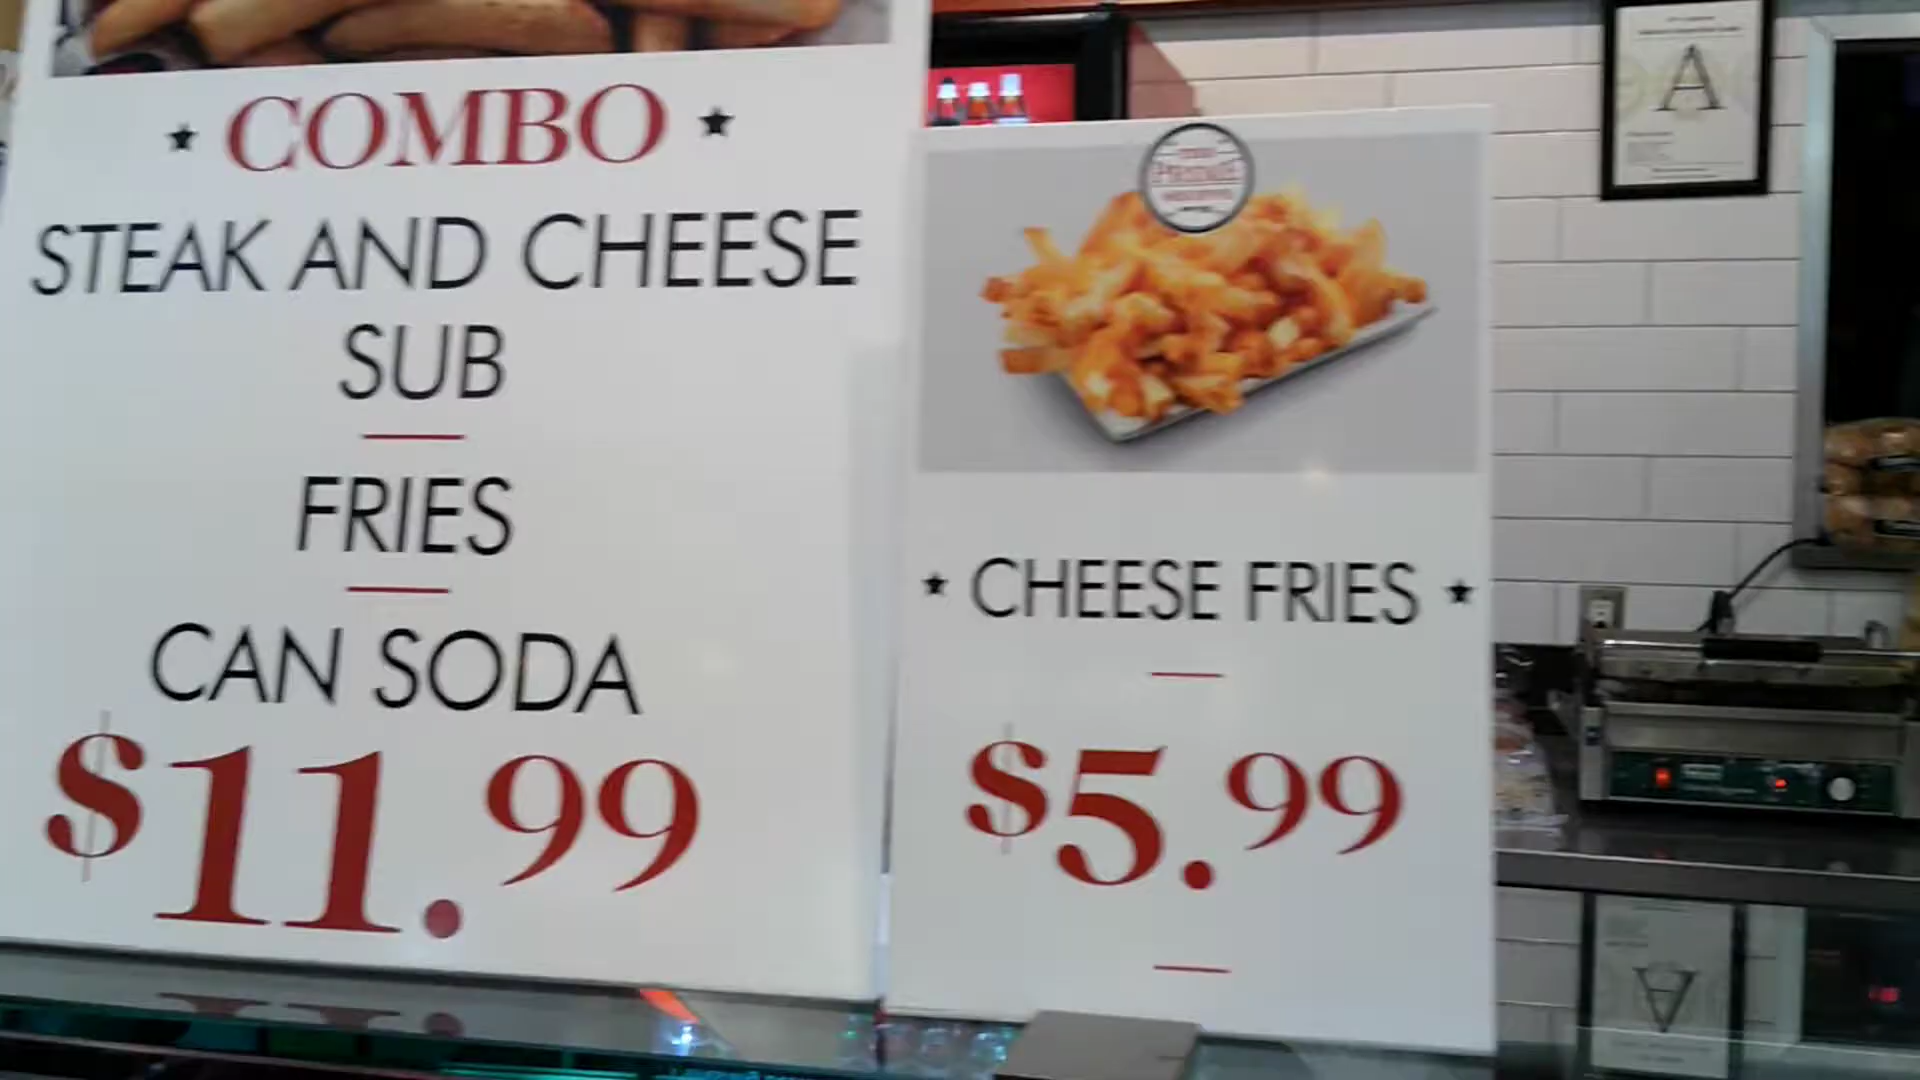 COMBO
STEAK AND CHEESE
SUB
FRIES
CAN SODA
$11.99
CHEESE FRIES
$5.99
A